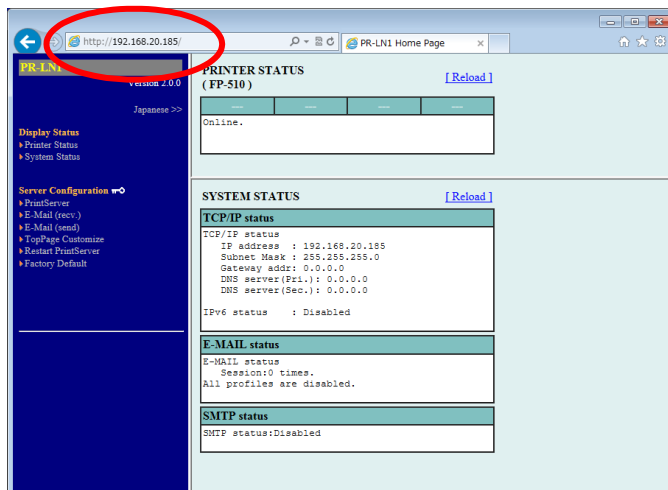 http://192.168.20.185/
PR-LN1 Home Page
PR-LN1
Version 2.0.0
Japanese >>
Display Status
Printer Status
System Status
Server Configuration
PrintServer
E-Mail (recv.)
E-Mail (send)
TopPage Customize
Restart PrintServer
Factory Default
PRINTER STATUS
( FP-510 )
[ Reload ]
--- --- --- ---
Online.
SYSTEM STATUS
[ Reload ]
TCP/IP status
TCP/IP status
IP address : 192.168.20.185
Subnet Mask : 255.255.255.0
Gateway addr: 0.0.0.0
DNS server(Pri.): 0.0.0.0
DNS server(Sec.): 0.0.0.0
IPv6 status : Disabled
E-MAIL status
E-MAIL status
Session:0 times.
All profiles are disabled.
SMTP status
SMTP status:Disabled